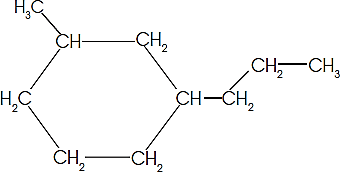 H₃C
CH CH₂
CH₂ CH₃
H₂C CH CH₂
CH₂ CH₂